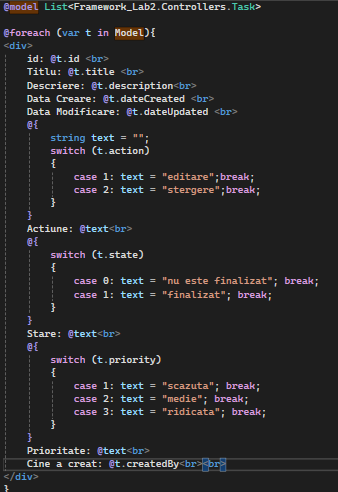 @model List<Framework_Lab2.Controllers.Task>
@foreach (var t in Model){
<div>
id: @t.id <br>
Titlu: @t.title <br>
Descriere: @t.description<br>
Data Creare: @t.dateCreated <br>
Data Modificare: @t.dateUpdated <br>
@{
string text = "";
switch (t.action)
{
case 1: text = "editare";break;
case 2: text = "stergere";break;
}
}
Actiune: @text<br>
@{
switch (t.state)
{
case 0: text = "nu este finalizat"; break;
case 1: text = "finalizat"; break;
}
}
Stare: @text<br>
@{
switch (t.priority)
{
case 1: text = "scazuta"; break;
case 2: text = "medie"; break;
case 3: text = "ridicata"; break;
}
}
Prioritate: @text<br>
Cine a creat: @t.createdBy<br><br>
</div>
}